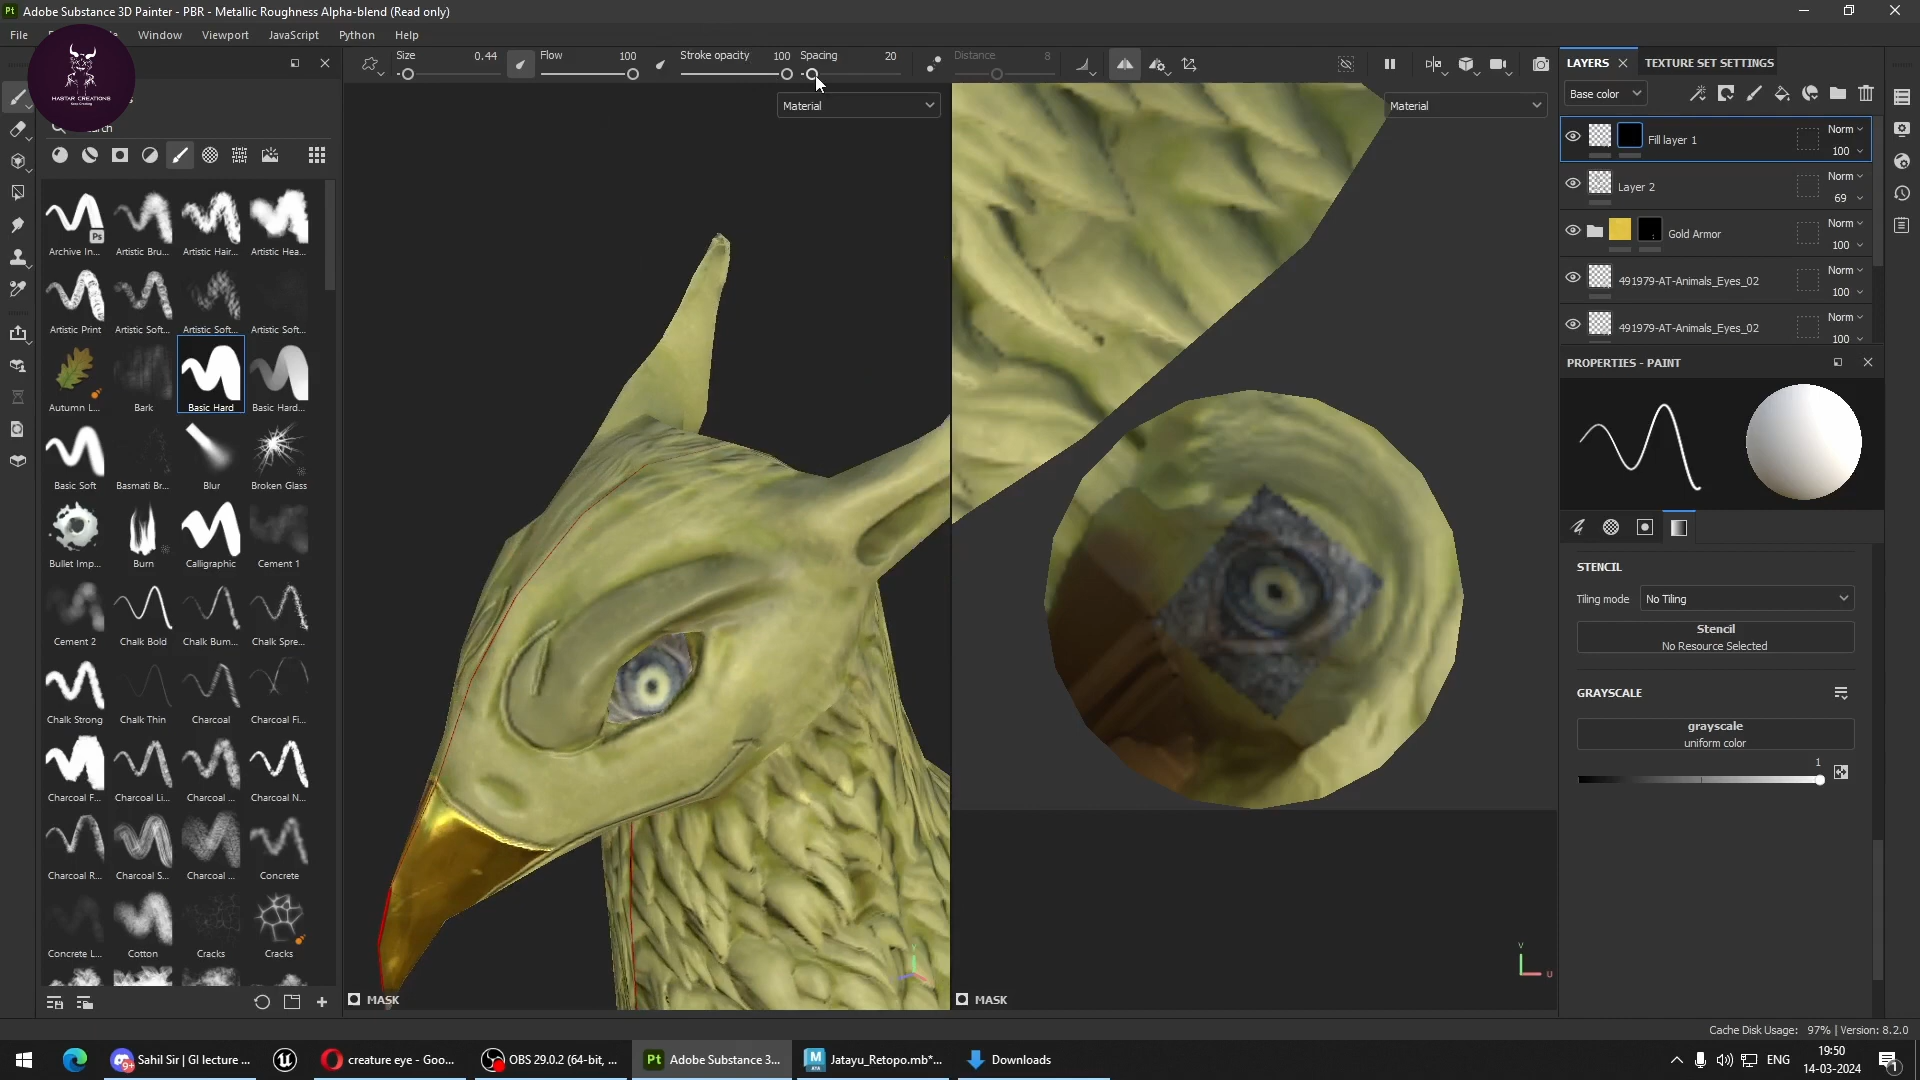 Adobe Substance 3D Painter - PBR - Metallic Roughness Alpha-blend (Read only)
File
Window
Viewport
JavaScript
Python
Help
HASTAR CREATIONS
Size 0.44
Flow 100
Stroke opacity 100
Spacing 20
Distance 8
Material
Material
Archive In...
Artistic Bru...
Artistic Hair...
Artistic Hea...
Artistic Print
Artistic Soft...
Artistic Soft...
Artistic Soft...
Autumn L...
Bark
Basic Hard
Basic Hard...
Basic Soft
Basmati Br...
Blur
Broken Glass
Bullet Imp...
Burn
Calligraphic
Cement 1
Cement 2
Chalk Bold
Chalk Bum...
Chalk Spre...
Chalk Strong
Chalk Thin
Charcoal
Charcoal Fi...
Charcoal F...
Charcoal Li...
Charcoal ...
Charcoal N...
Charcoal R...
Charcoal S...
Charcoal ...
Concrete
Concrete L...
Cotton
Cracks
Cracks
MASK
MASK
V
U
LAYERS
TEXTURE SET SETTINGS
Base color
Fill layer 1
Norm
100
Layer 2
Norm
69
Gold Armor
Norm
100
491979-AT-Animals_Eyes_02
Norm
100
491979-AT-Animals_Eyes_02
Norm
100
PROPERTIES - PAINT
STENCIL
Tiling mode
No Tiling
Stencil
No Resource Selected
GRAYSCALE
grayscale
uniform color
1
Cache Disk Usage: 97% | Version: 8.2.0
Sahil Sir | GI lecture ...
creature eye - Goo...
OBS 29.0.2 (64-bit, ...
Adobe Substance 3...
Jatayu_Retopo.mb*...
Downloads
ENG
19:50
14-03-2024